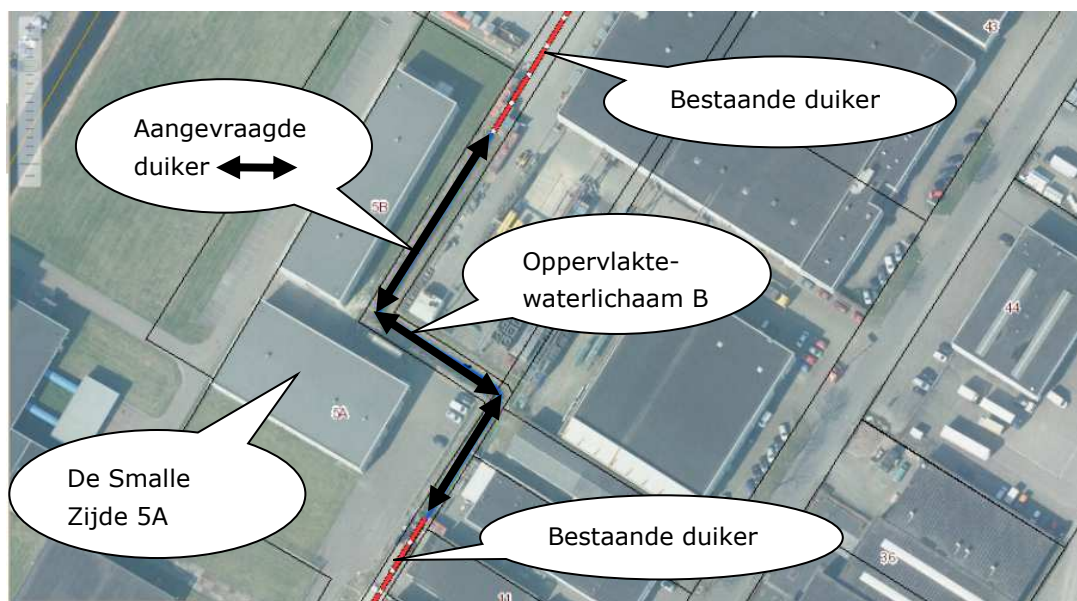 43
Bestaande duiker
Aangevraagde
duiker
5B
Oppervlakte-
waterlichaam B
44
5A
De Smalle
Zijde 5A
Bestaande duiker
36
11